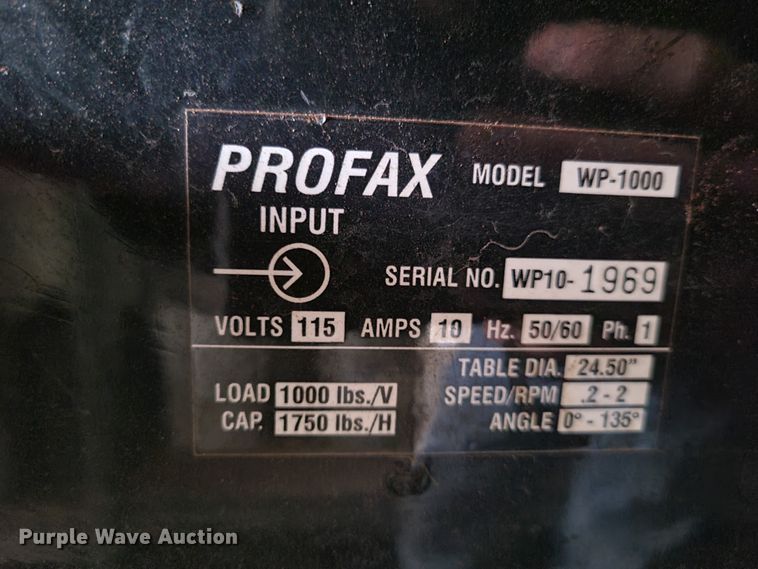 PROFAX MODEL WP-1000
INPUT
SERIAL NO. WP10-1969
VOLTS 115 AMPS 10 Hz. 50/60 Ph. 1
TABLE DIA. 24.50"
LOAD 1000 lbs./V SPEED/RPM .2 - 2
CAP. 1750 lbs./H ANGLE 0° - 135°
Purple Wave Auction